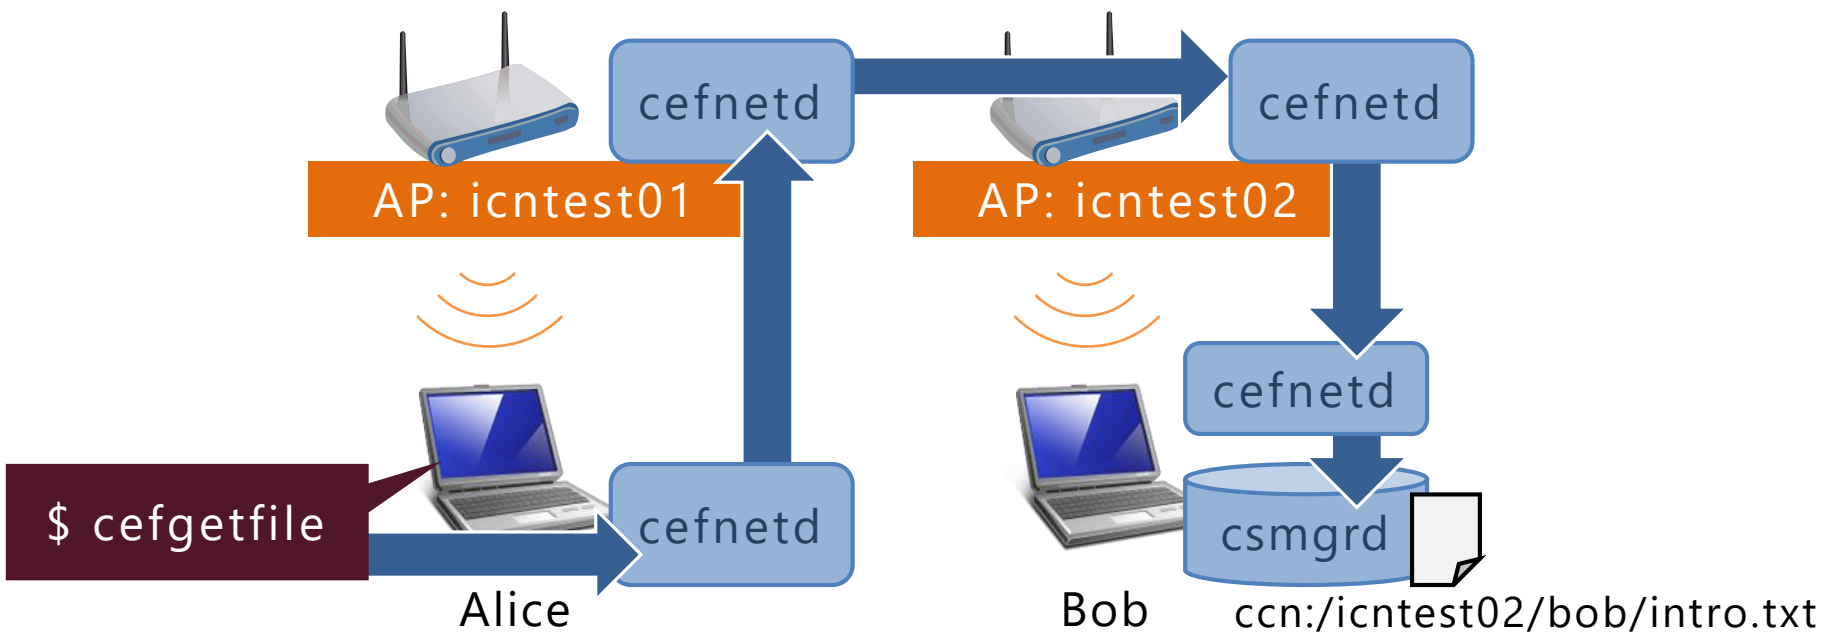 cefnetd
cefnetd
AP: icntest01
AP: icntest02
cefnetd
$ cefgetfile
cefnetd
csmgrd
Alice
Bob
ccn:/icntest02/bob/intro.txt